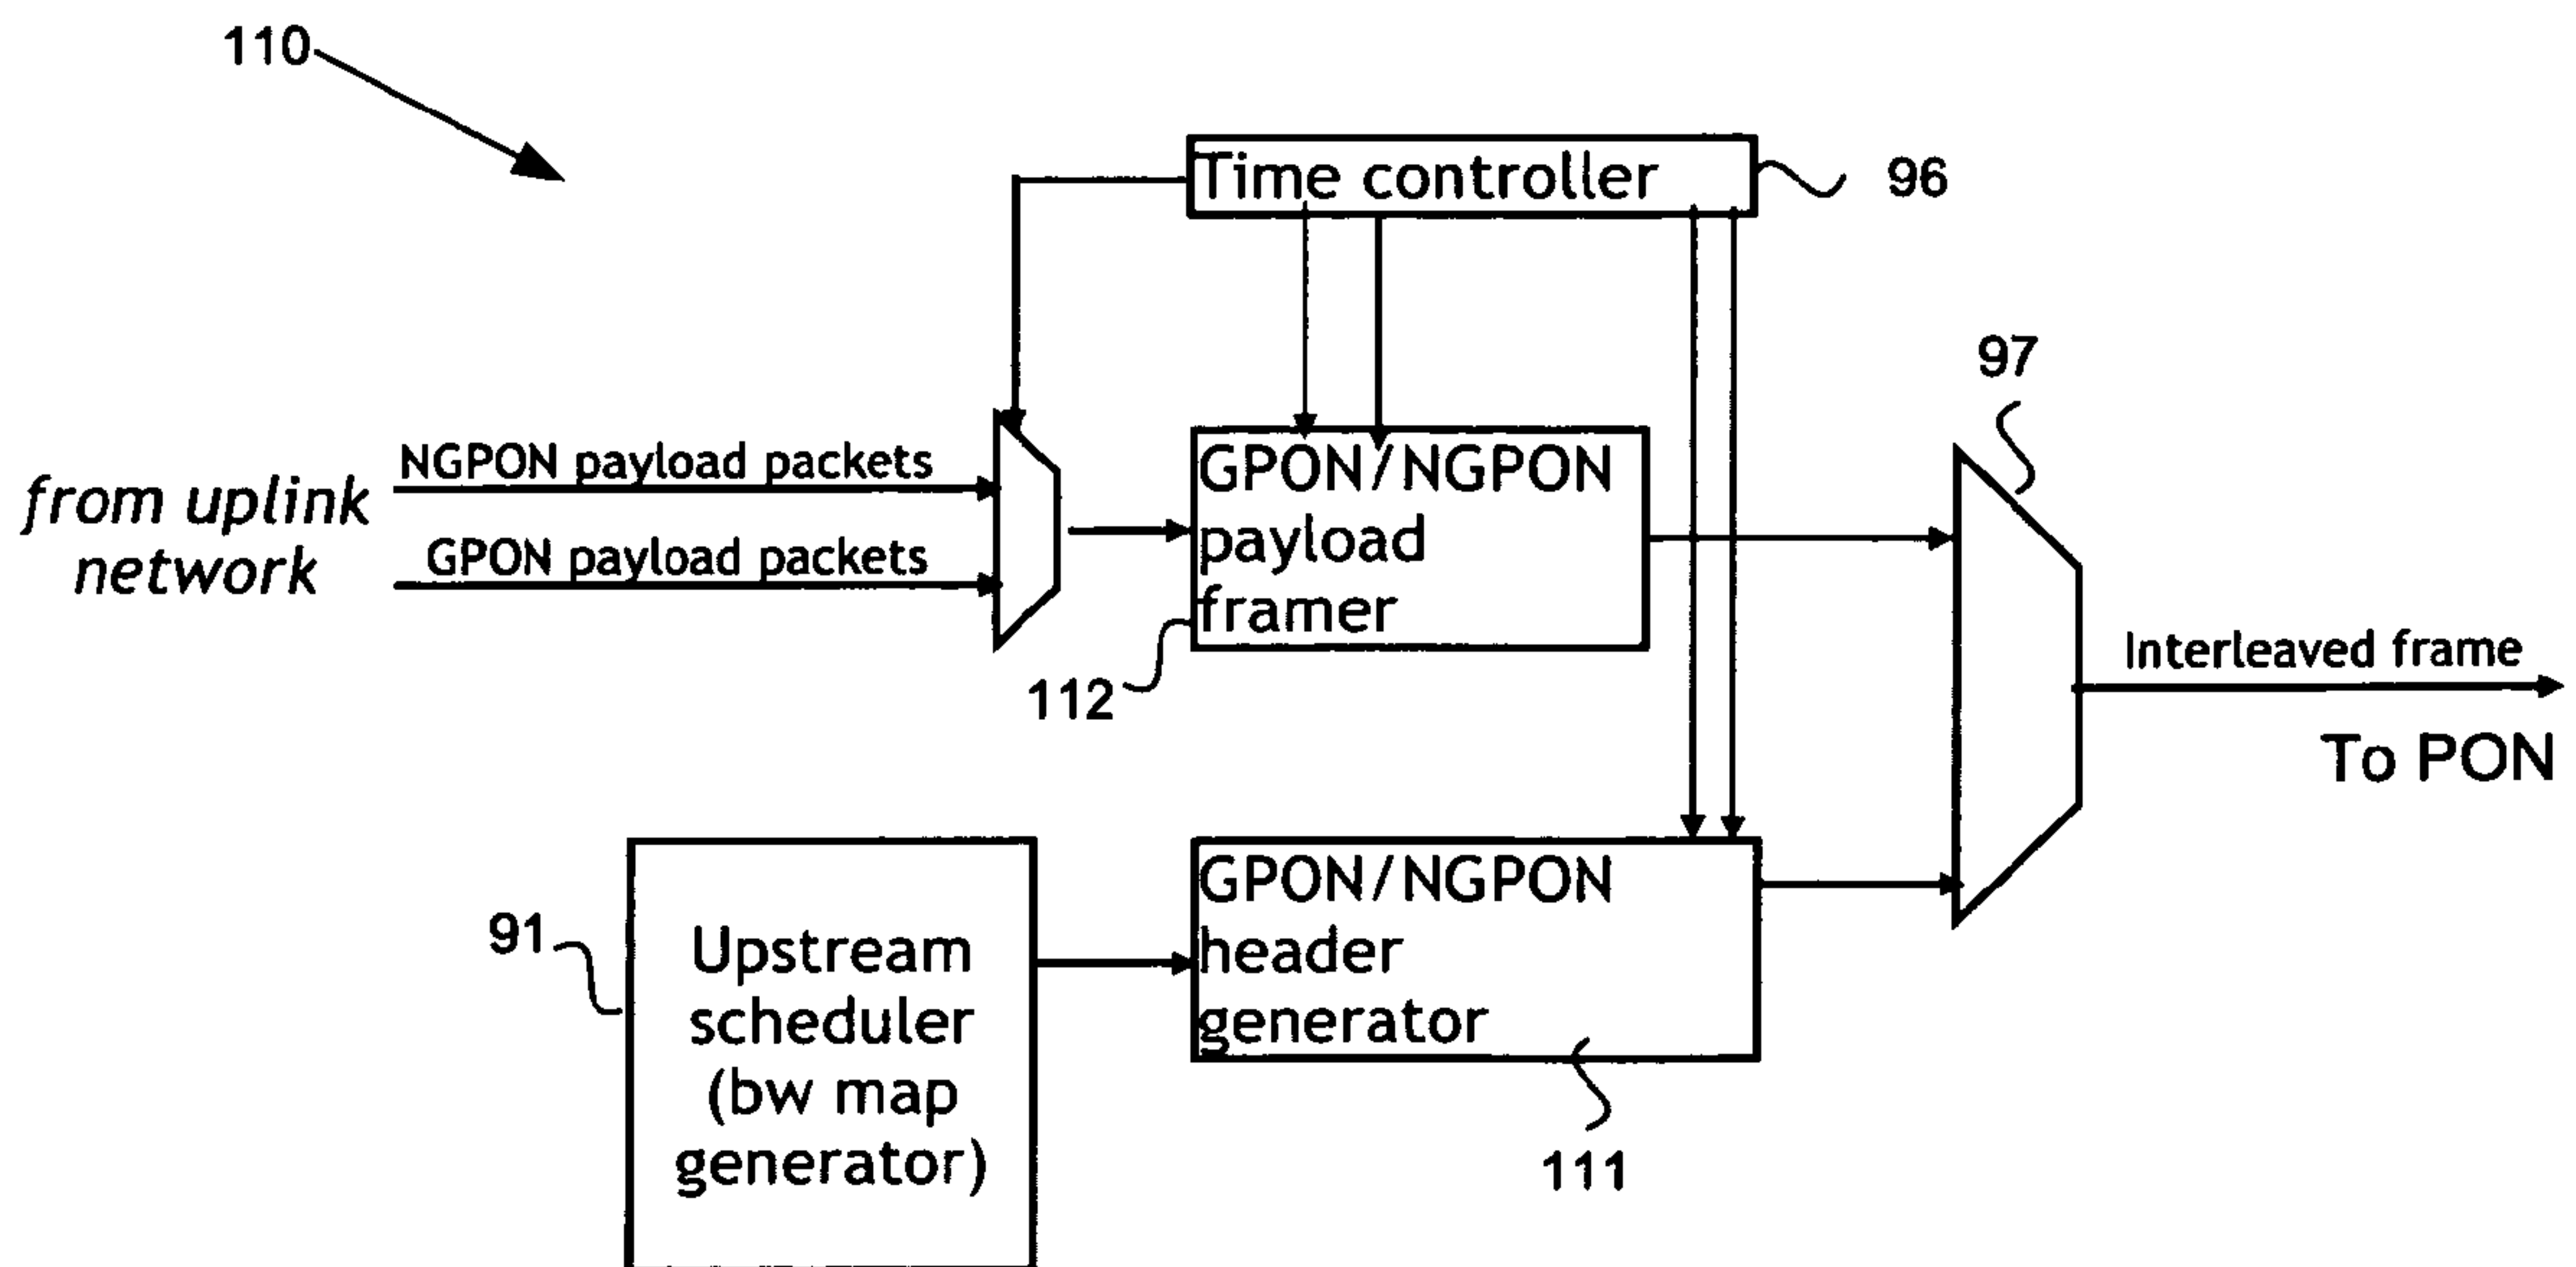 110
Time controller
96
97
NGPON payload packets
from uplink
network
GPON payload packets
GPON/NGPON
payload
framer
112
Interleaved frame
To PON
91
Upstream
scheduler
(bw map
generator)
GPON/NGPON
header
generator
111